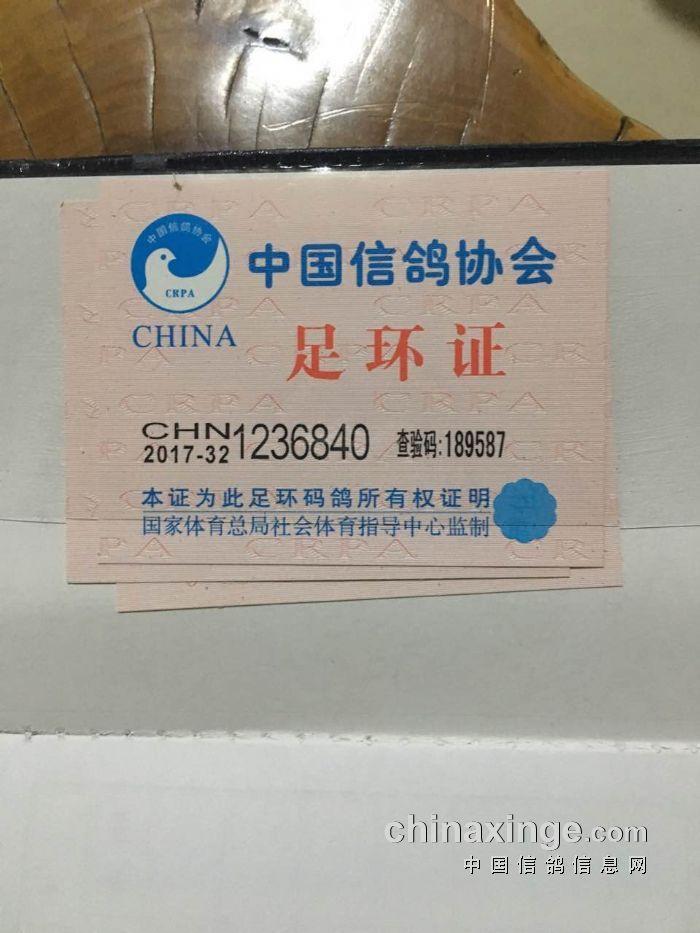 中国信鸽协会
CRPA
CHINA
中国信鸽协会
足环证
CHN
2017-32
1236840
查验码:189587
本证为此足环码鸽所有权证明
国家体育总局社会体育指导中心监制
chinaxinge.com
中国信鸽信息网